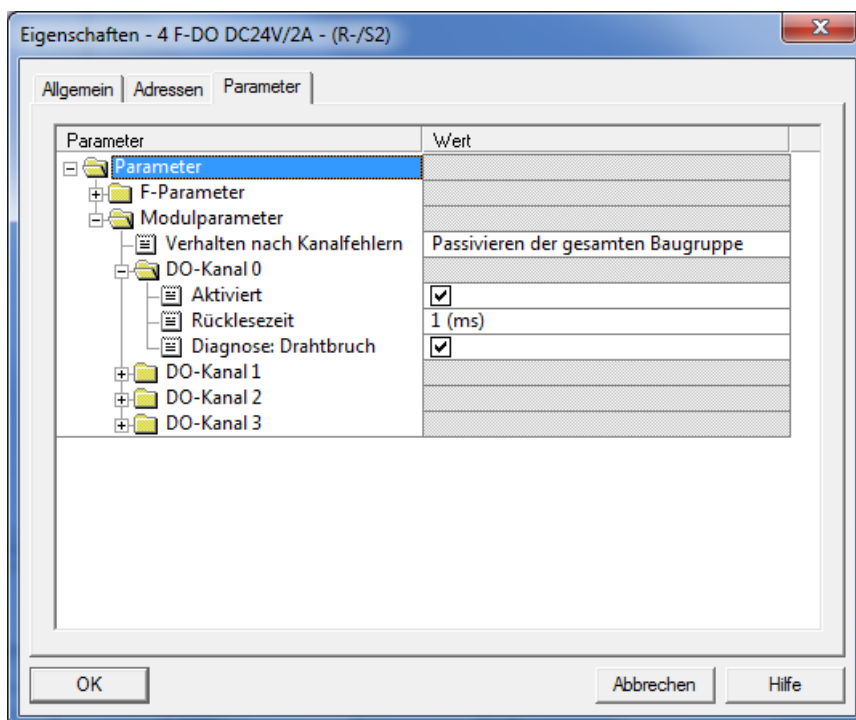 Eigenschaften - 4 F-DO DC24V/2A - (R-/S2)
Allgemein Adressen Parameter
Parameter Wert
Parameter
F-Parameter
Modulparameter
Verhalten nach Kanalfehlern Passivieren der gesamten Baugruppe
DO-Kanal 0
Aktiviert
Rücklesezeit 1 (ms)
Diagnose: Drahtbruch
DO-Kanal 1
DO-Kanal 2
DO-Kanal 3
OK Abbrechen Hilfe